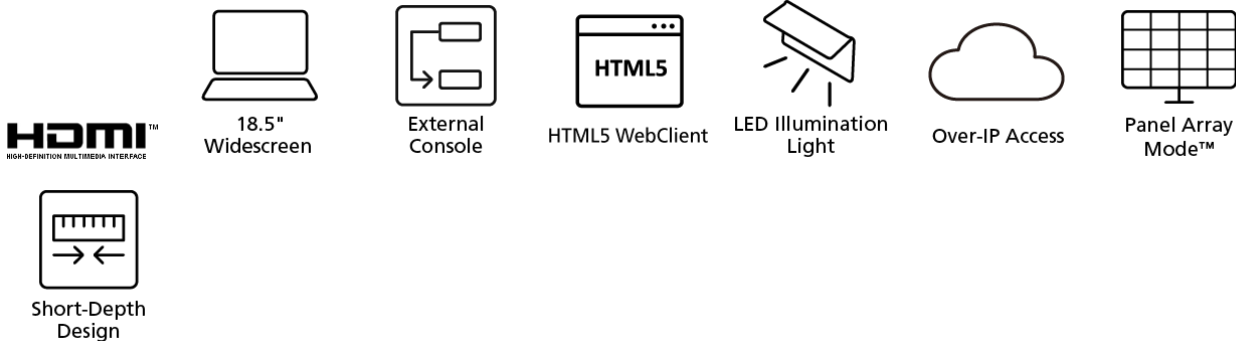 HDMI™
HIGH-DEFINITION MULTIMEDIA INTERFACE
18.5"
Widescreen
External
Console
HTML5
HTML5 WebClient
LED Illumination
Light
Over-IP Access
Panel Array
Mode™
Short-Depth
Design